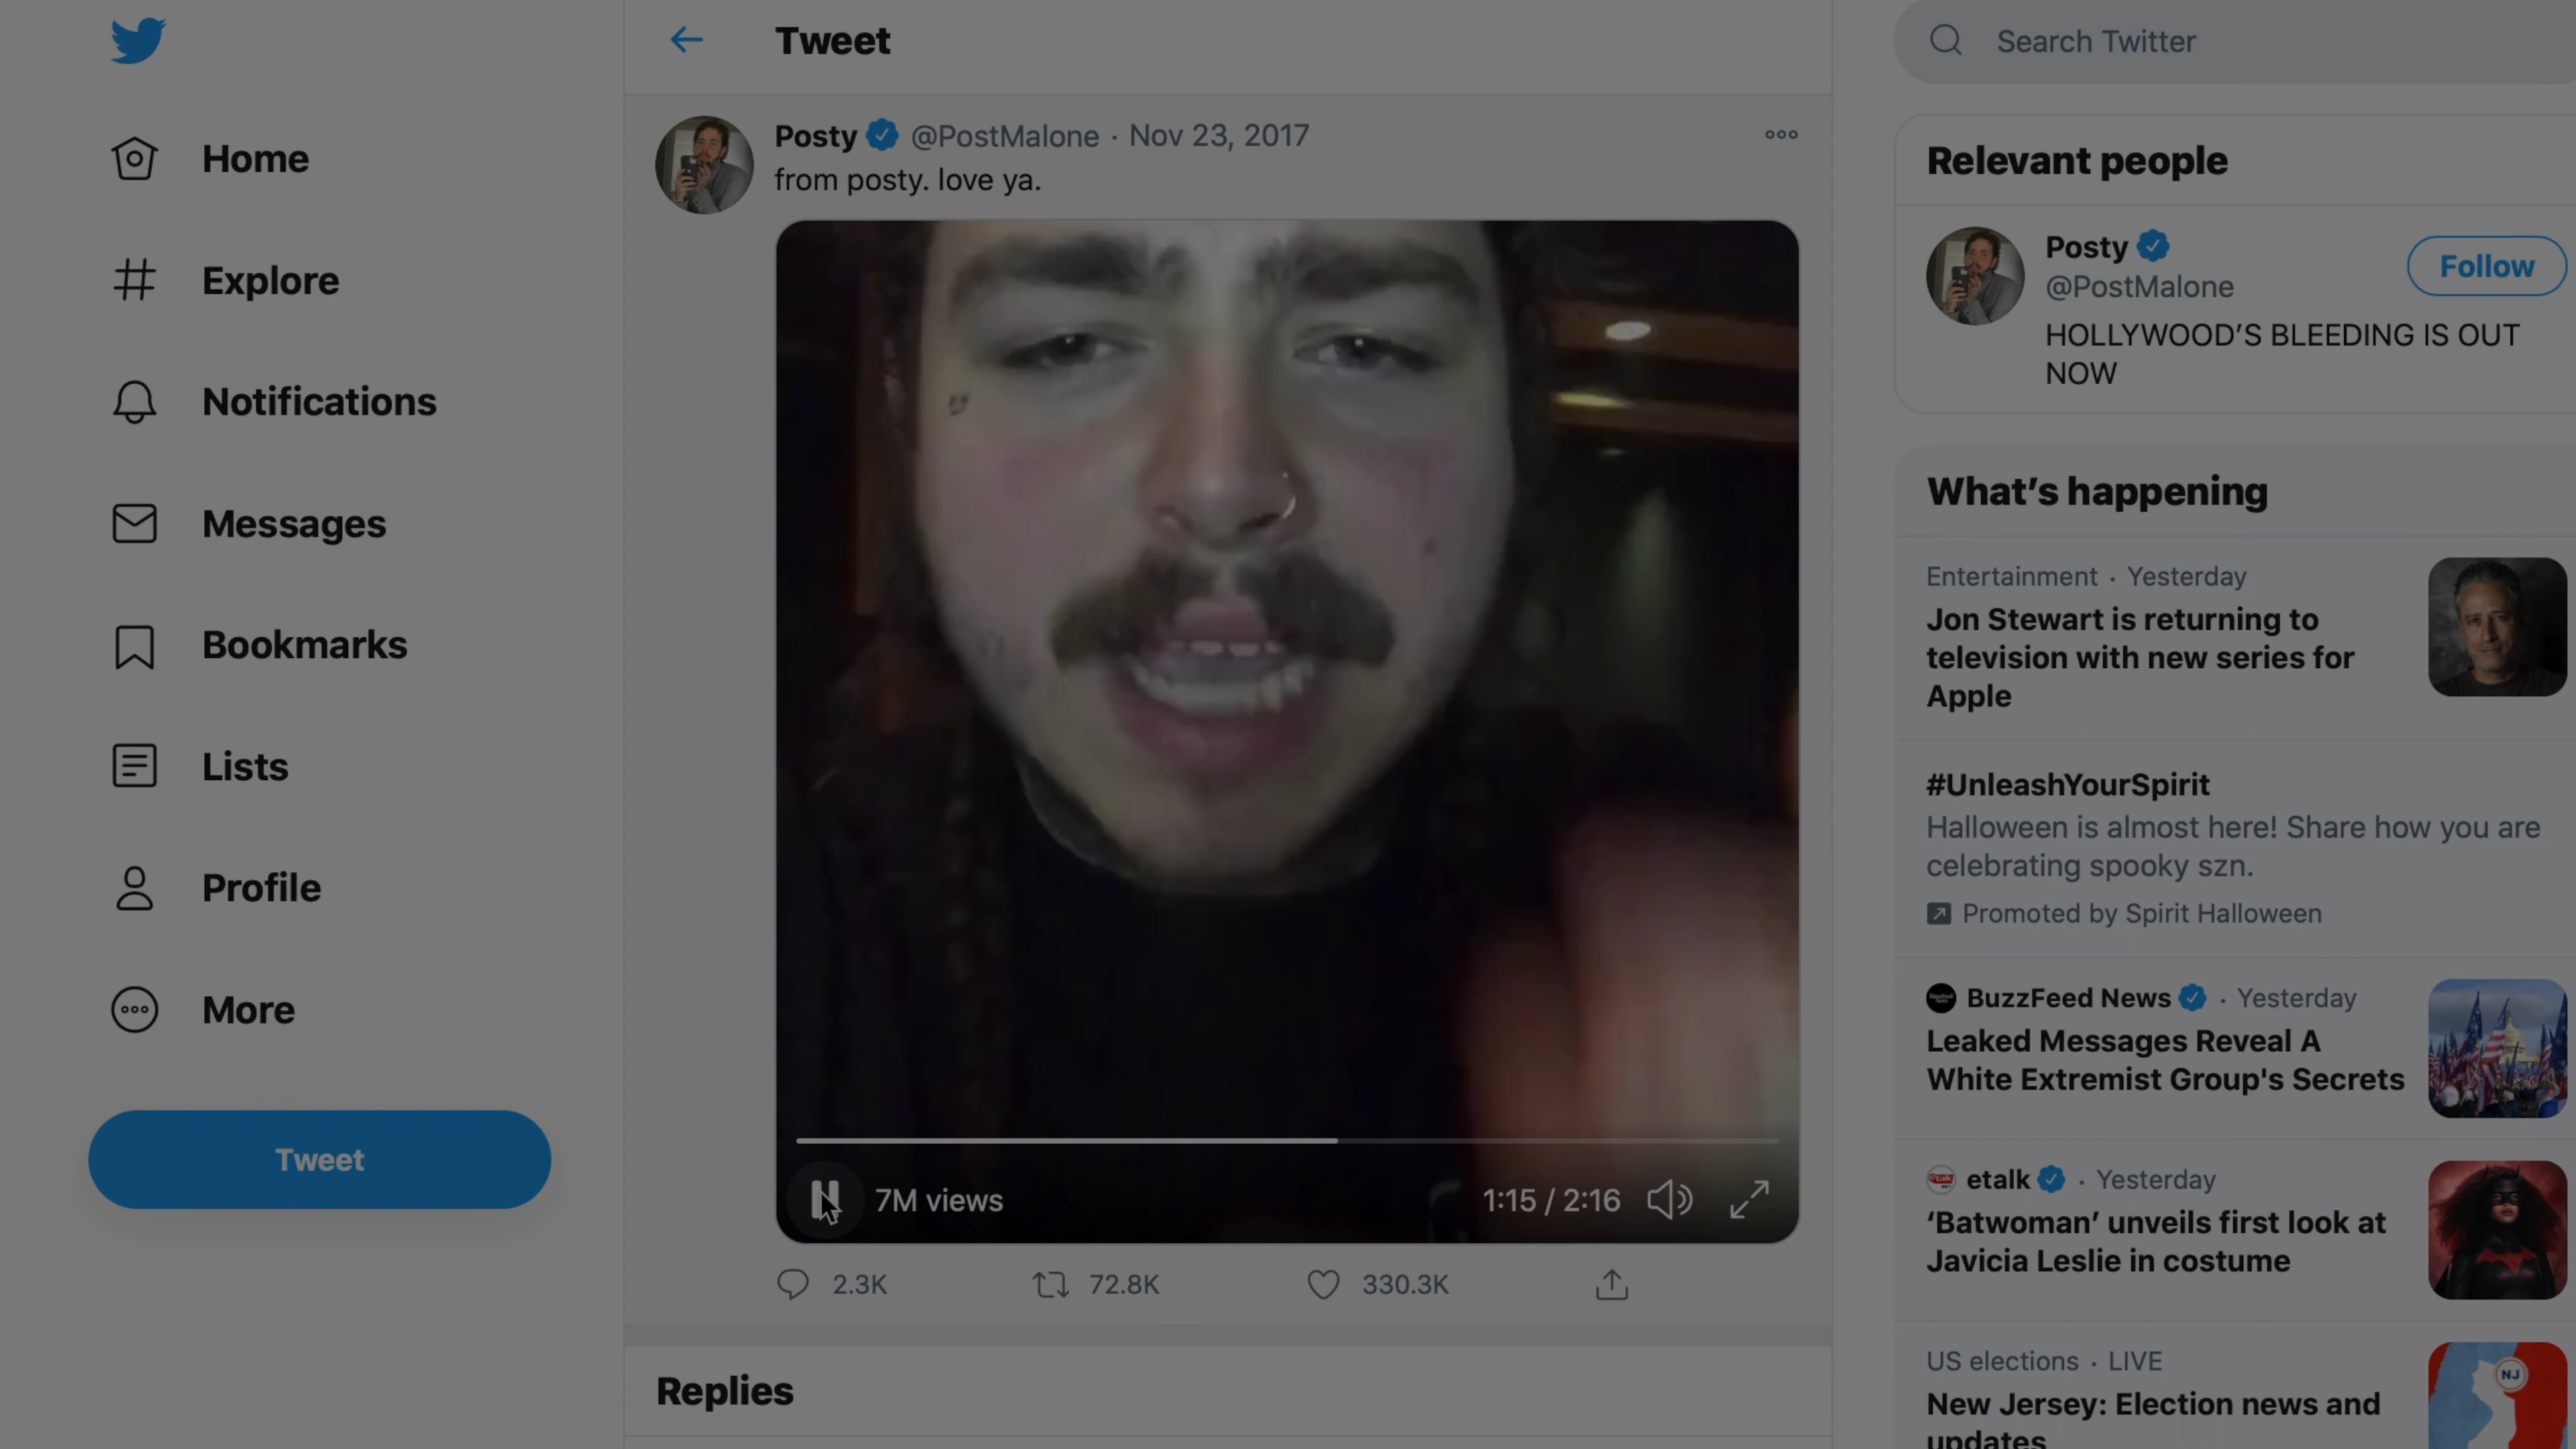 Home
Explore
Notifications
Messages
Bookmarks
Lists
Profile
More
Tweet
Tweet
Posty @PostMalone · Nov 23, 2017
from posty. love ya.
7M views
1:15 / 2:16
2.3K
72.8K
330.3K
Replies
Search Twitter
Relevant people
Posty
@PostMalone
Follow
HOLLYWOOD’S BLEEDING IS OUT
NOW
What’s happening
Entertainment · Yesterday
Jon Stewart is returning to
television with new series for
Apple
#UnleashYourSpirit
Halloween is almost here! Share how you are
celebrating spooky szn.
Promoted by Spirit Halloween
BuzzFeed News · Yesterday
Leaked Messages Reveal A
White Extremist Group's Secrets
etalk · Yesterday
‘Batwoman’ unveils first look at
Javicia Leslie in costume
US elections · LIVE
New Jersey: Election news and
updates
NJ